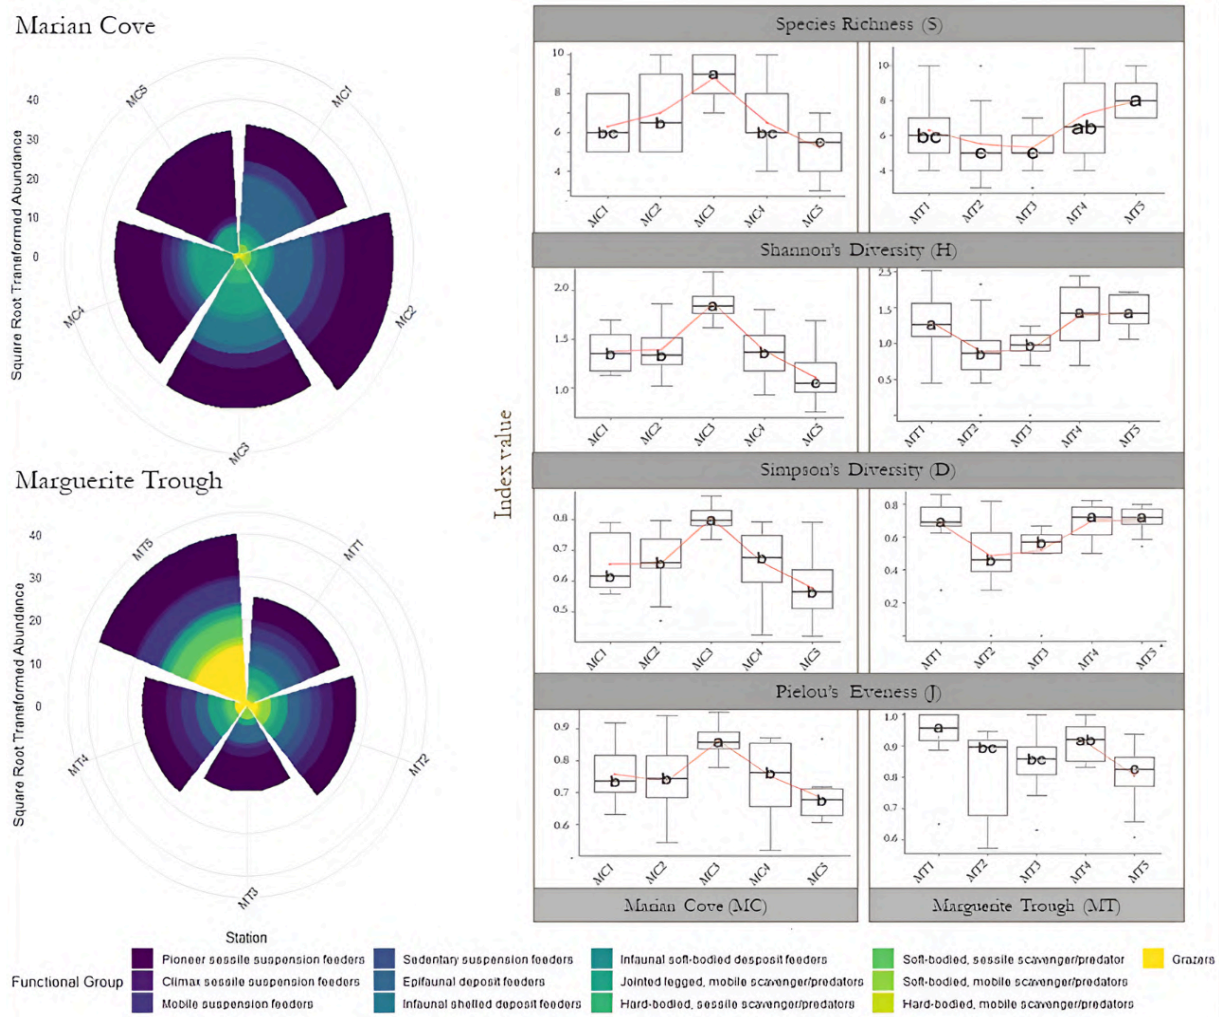 Marian Cove
MC5
MC1
MC4
MC2
MC3
40
30
20
10
0
Square Root Transformed Abundance
Marguerite Trough
MT5
MT1
MT4
MT2
MT3
40
30
20
10
0
Square Root Transformed Abundance
Station
Index value
Species Richness (S)
10
8
6
4
bc
b
a
bc
c
MC1
MC2
MC3
MC4
MC5
10
8
6
4
bc
c
c
ab
a
MT1
MT2
MT3
MT4
MT5
Shannon's Diversity (H)
2.0
1.5
1.0
b
b
a
b
c
MC1
MC2
MC3
MC4
MC5
2.5
1.5
1.0
0.5
a
b
b
a
a
MT1
MT2
MT3
MT4
MT5
Simpson's Diversity (D)
0.8
0.7
0.6
0.5
b
b
a
b
b
MC1
MC2
MC3
MC4
MC5
0.8
0.6
0.4
0.2
a
b
b
a
a
MT1
MT2
MT3
MT4
MT5
Pielou's Eveness (J)
0.9
0.8
0.7
0.6
b
b
a
b
b
MC1
MC2
MC3
MC4
MC5
1.0
0.9
0.8
0.7
0.6
a
bc
bc
ab
c
MT1
MT2
MT3
MT4
MT5
Marian Cove (MC)
Marguerite Trough (MT)
Functional Group
Pioneer sessile suspension feeders
Climax sessile suspension feeders
Mobile suspension feeders
Sedentary suspension feeders
Epifaunal deposit feeders
Infaunal shelled deposit feeders
Infaunal soft-bodied desposit feeders
Jointed legged, mobile scavenger/predators
Hard-bodied, sessile scavenger/predators
Soft-bodied, sessile scavenger/predator
Soft-bodied, mobile scavenger/predators
Hard-bodied, mobile scavenger/predators
Grazers